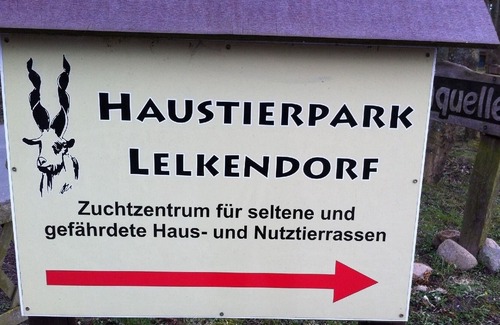 HAUSTIERPARK
LELKENDORF
Zuchtzentrum für seltene und
gefährdete Haus- und Nutztierrassen
quelle